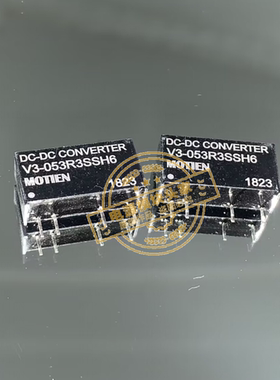 DC-DC CONVERTER
V3-053R3SSH6
MOTIEN
1823
DC-DC CONVERTER
V3-053R3SSH6
MOTIEN
1823